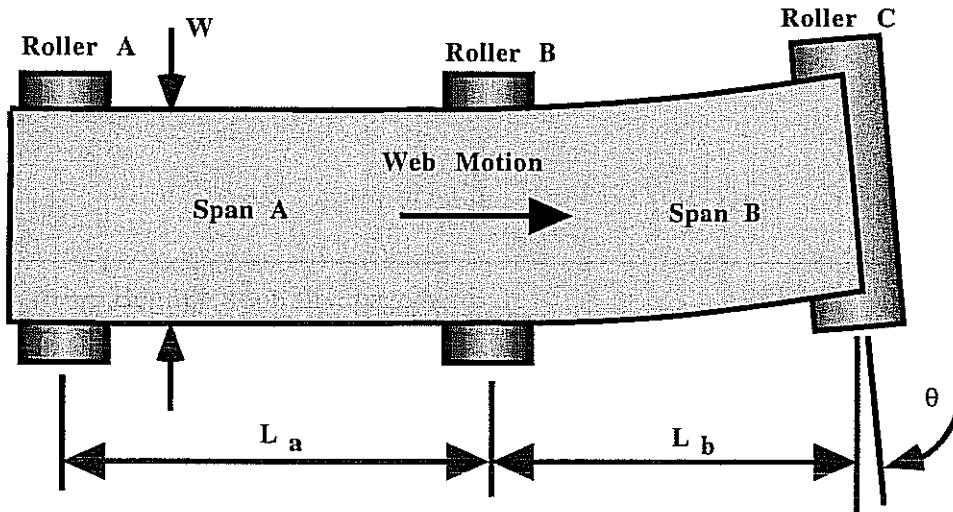 W
Roller C
Roller A
Roller B
Web Motion
Span A
Span B
θ
L a
L b